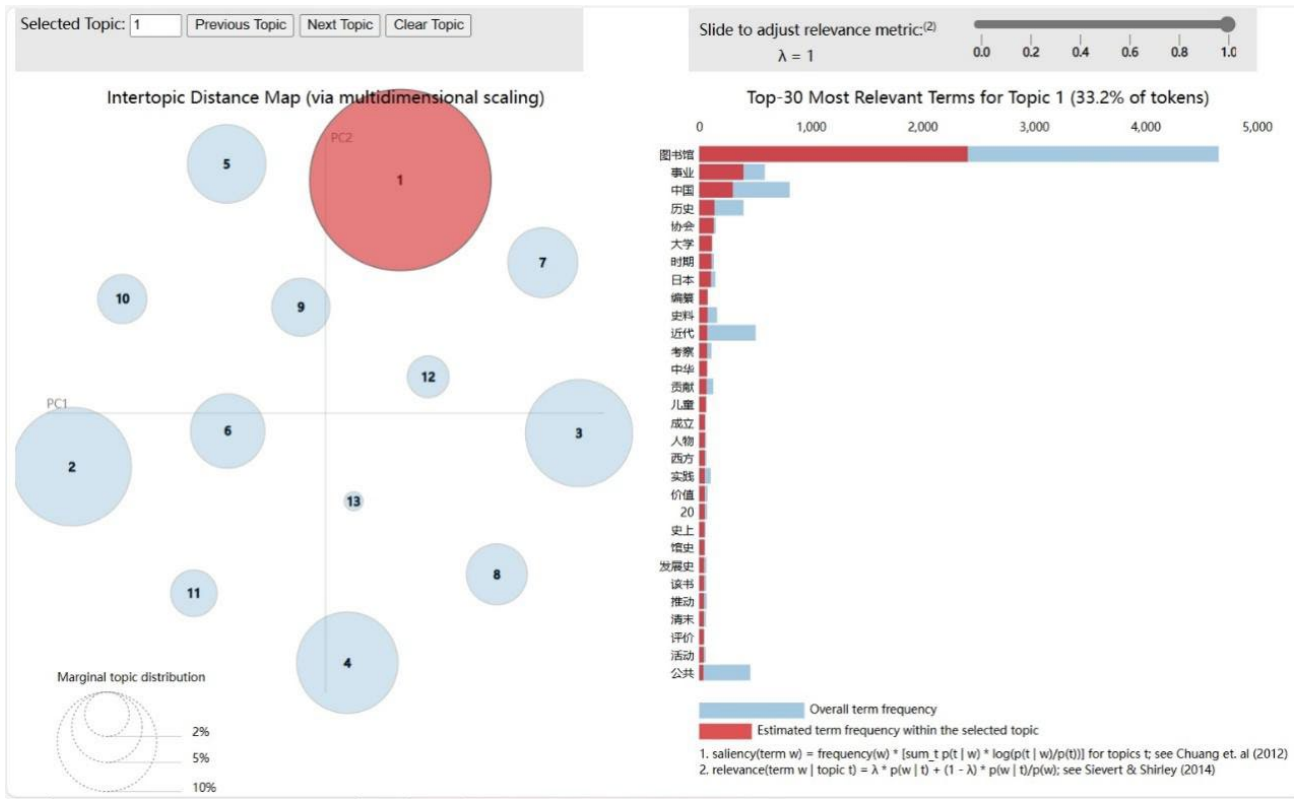 Selected Topic: 1 Previous Topic Next Topic Clear Topic
Slide to adjust relevance metric:(2)
λ = 1
0.0 0.2 0.4 0.6 0.8 1.0
Intertopic Distance Map (via multidimensional scaling)
PC2
PC1
5
1
7
10
9
12
6
3
2
13
8
11
4
Marginal topic distribution
2%
5%
10%
Top-30 Most Relevant Terms for Topic 1 (33.2% of tokens)
0 1,000 2,000 3,000 4,000 5,000
图书馆
事业
中国
历史
协会
大学
时期
日本
编纂
史料
近代
考察
中华
贡献
儿童
成立
人物
西方
实践
价值
20
史上
馆史
发展史
该书
推动
清末
评价
活动
公共
Overall term frequency
Estimated term frequency within the selected topic
1. saliency(term w) = frequency(w) * [sum_t p(t | w) * log(p(t | w)/p(t))] for topics t; see Chuang et. al (2012)
2. relevance(term w | topic t) = λ * p(w | t) + (1 - λ) * p(w | t)/p(w); see Sievert & Shirley (2014)